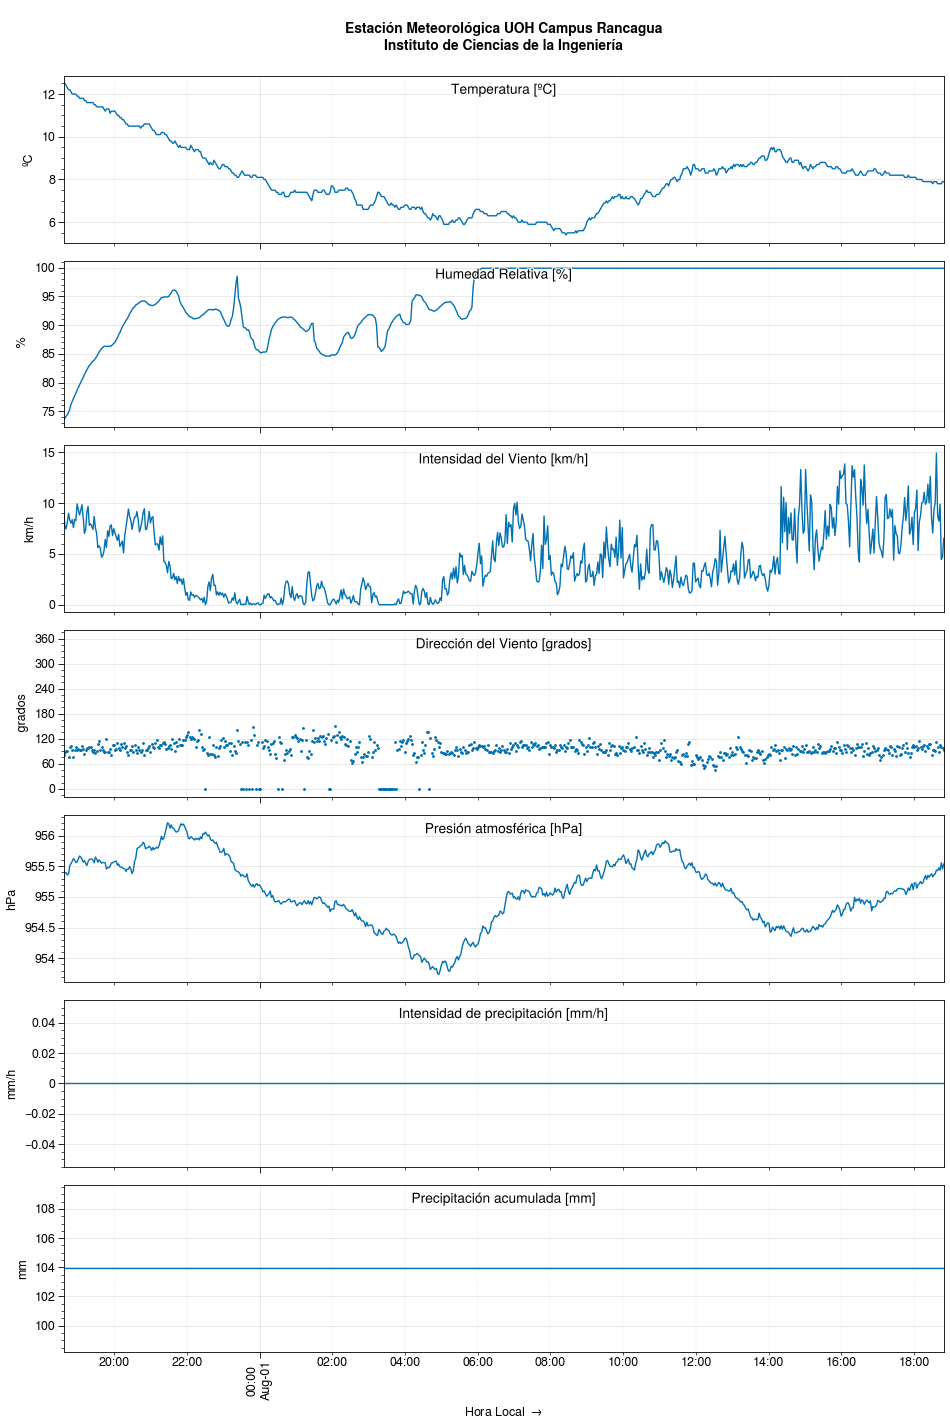 Estación Meteorológica UOH Campus Rancagua
Instituto de Ciencias de la Ingeniería
Temperatura [ºC]
12
10
8
6
ºC
Humedad Relativa [%]
100
95
90
85
80
75
%
Intensidad del Viento [km/h]
15
10
5
0
km/h
Dirección del Viento [grados]
360
300
240
180
120
60
0
grados
Presión atmosférica [hPa]
956
955.5
955
954.5
954
hPa
Intensidad de precipitación [mm/h]
0.04
0.02
0
−0.02
−0.04
mm/h
Precipitación acumulada [mm]
108
106
104
102
100
mm
20:00 22:00 00:00 02:00 04:00 06:00 08:00 10:00 12:00 14:00 16:00 18:00
Aug-01
Hora Local →